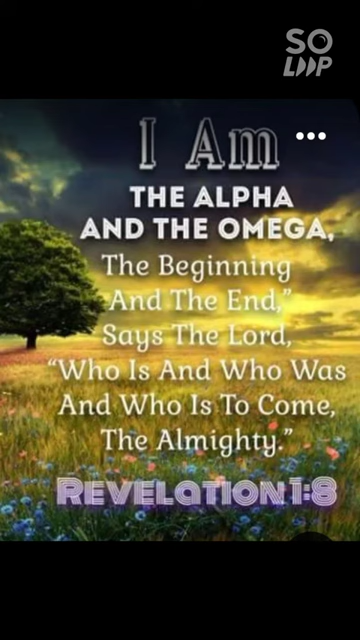 SO
LOOP
I Am
THE ALPHA
AND THE OMEGA,
The Beginning
And The End,”
Says The Lord,
“Who Is And Who Was
And Who Is To Come,
The Almighty.”
REVELATION 1:8